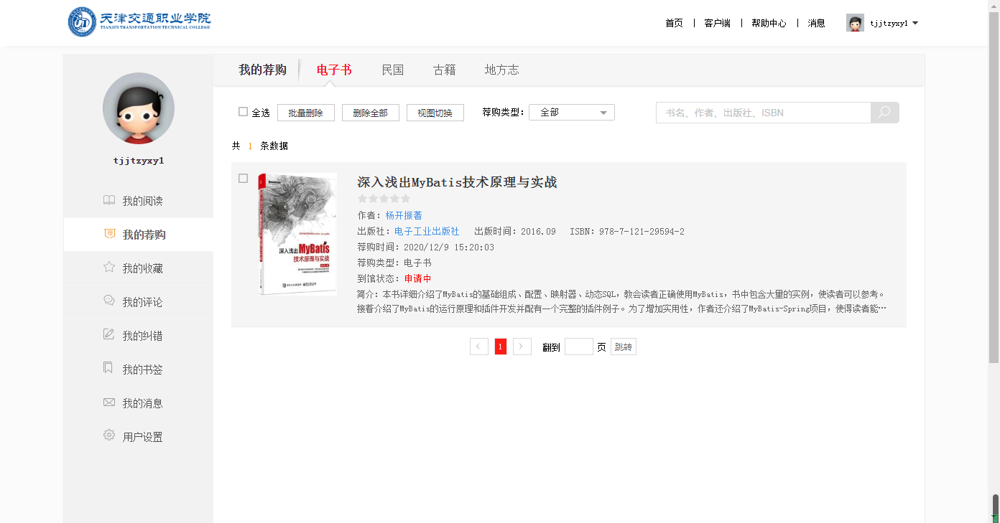 天津交通职业学院
TIANJIN TRANSPORTATION TECHNICAL COLLEGE
首页 | 客户端 | 帮助中心 | 消息 tjjtzyxy1
tjjtzyxy1
我的阅读
荐 我的荐购
我的收藏
我的评论
我的纠错
我的书签
我的消息
用户设置
我的荐购 电子书 民国 古籍 地方志
全选 批量删除 删除全部 视图切换 荐购类型： 全部 书名、作者、出版社、ISBN
共 1 条数据
深入浅出MyBatis
技术原理与实战
深入浅出MyBatis技术原理与实战
作者：杨开振著
出版社：电子工业出版社 出版时间：2016.09 ISBN：978-7-121-29594-2
荐购时间：2020/12/9 15:20:03
荐购类型：电子书
到馆状态：申请中
简介：本书详细介绍了MyBatis的基础组成、配置、映射器、动态SQL，教会读者正确使用MyBatis，书中包含大量的实例，使读者可以参考。
接着介绍了MyBatis的运行原理和插件开发并配有一个完整的插件例子。为了增加实用性，作者还介绍了MyBatis-Spring项目，使得读者能…
< 1 > 翻到 页 跳转